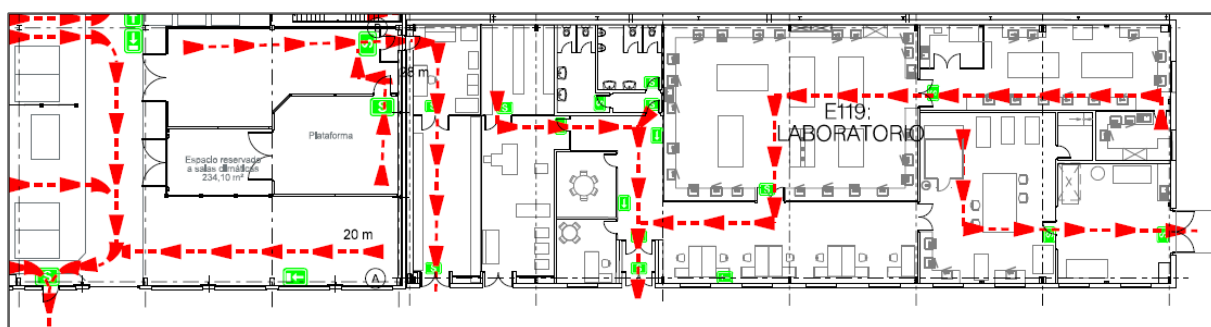 28 m
E119:
LABORATORIO
Plataforma
Espacio reservado
a salas climáticas
234,10 m²
20 m
A